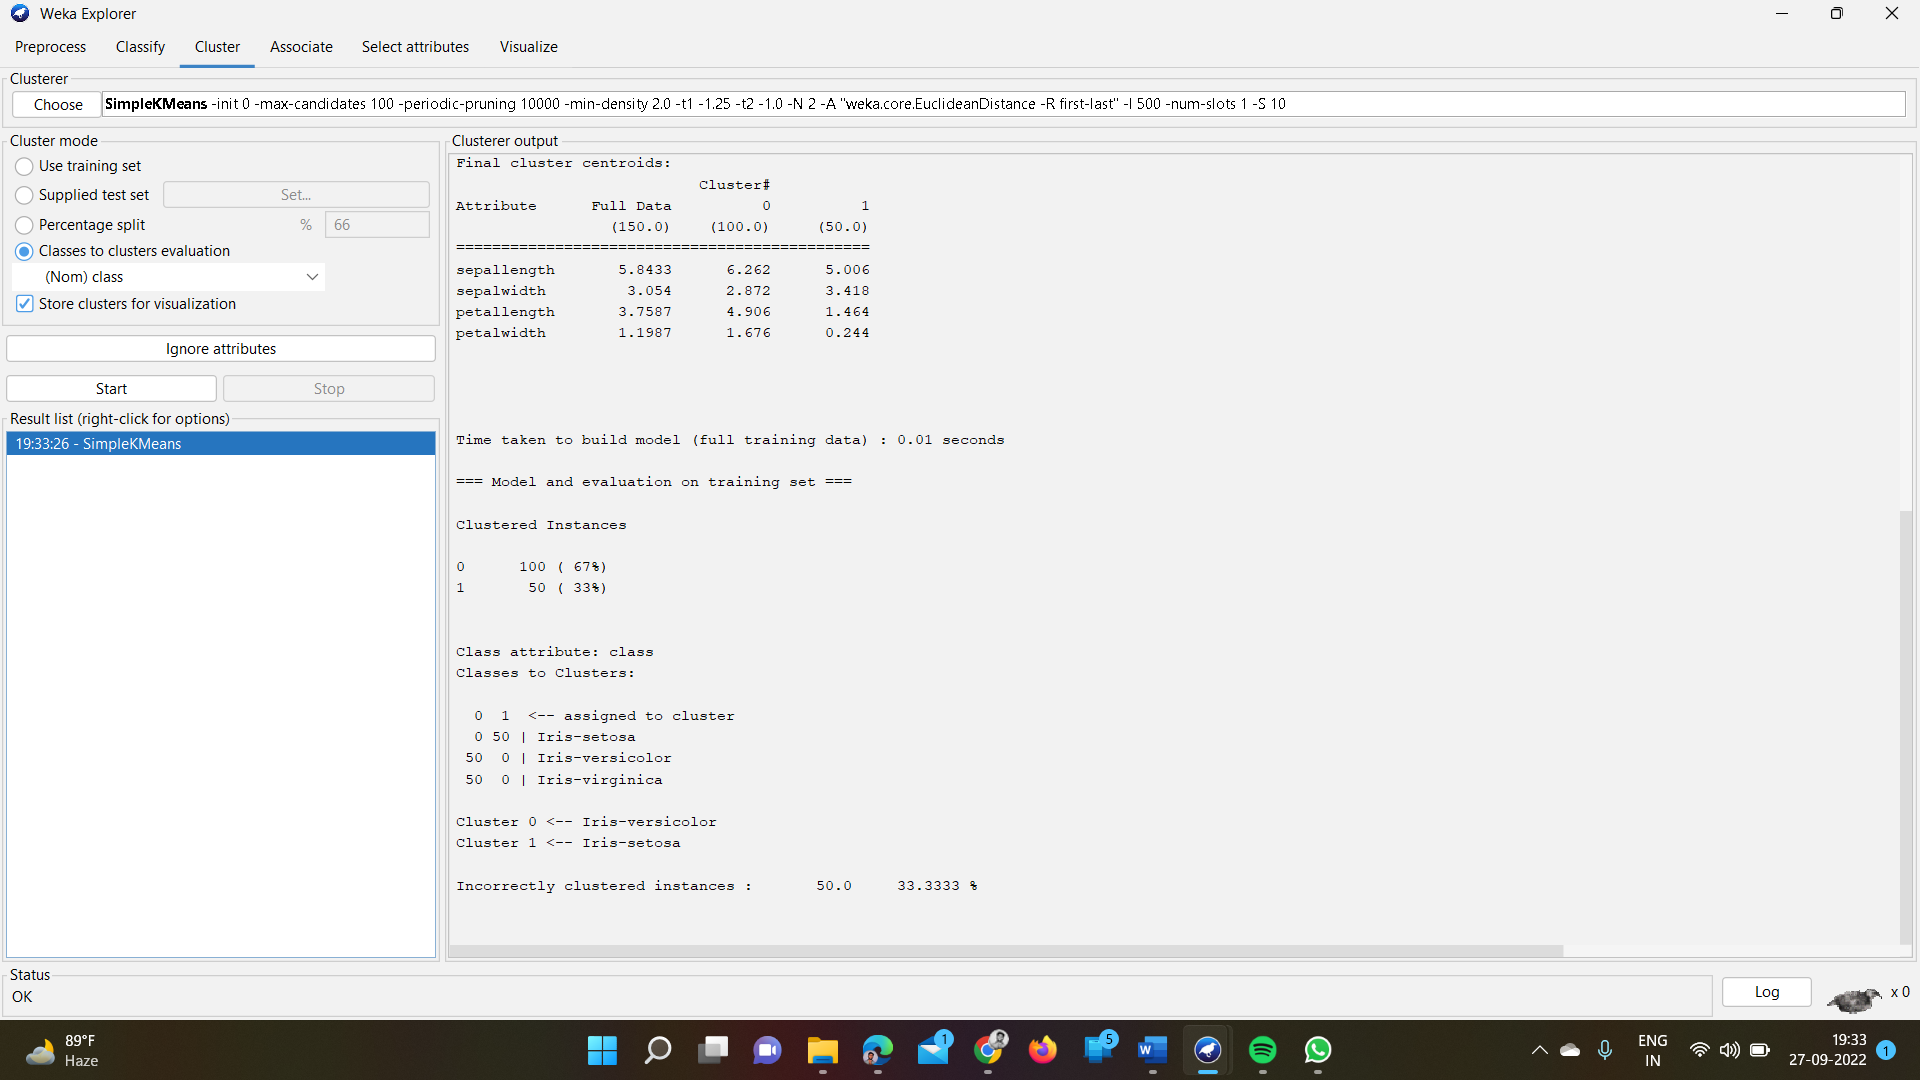 Weka Explorer
Preprocess Classify Cluster Associate Select attributes Visualize
Clusterer
Choose SimpleKMeans -init 0 -max-candidates 100 -periodic-pruning 10000 -min-density 2.0 -t1 -1.25 -t2 -1.0 -N 2 -A "weka.core.EuclideanDistance -R first-last" -I 500 -num-slots 1 -S 10
Cluster mode
Use training set
Supplied test set Set...
Percentage split % 66
Classes to clusters evaluation
(Nom) class
Store clusters for visualization
Ignore attributes
Start Stop
Result list (right-click for options)
19:33:26 - SimpleKMeans
Clusterer output
Final cluster centroids:
Cluster#
Attribute Full Data 0 1
(150.0) (100.0) (50.0)
==============================================
sepallength 5.8433 6.262 5.006
sepalwidth 3.054 2.872 3.418
petallength 3.7587 4.906 1.464
petalwidth 1.1987 1.676 0.244
Time taken to build model (full training data) : 0.01 seconds
=== Model and evaluation on training set ===
Clustered Instances
0 100 ( 67%)
1 50 ( 33%)
Class attribute: class
Classes to Clusters:
0 1 <-- assigned to cluster
0 50 | Iris-setosa
50 0 | Iris-versicolor
50 0 | Iris-virginica
Cluster 0 <-- Iris-versicolor
Cluster 1 <-- Iris-setosa
Incorrectly clustered instances : 50.0 33.3333 %
Status
OK
Log x 0
89°F
Haze
1
5
W
ENG
IN
19:33
27-09-2022
1